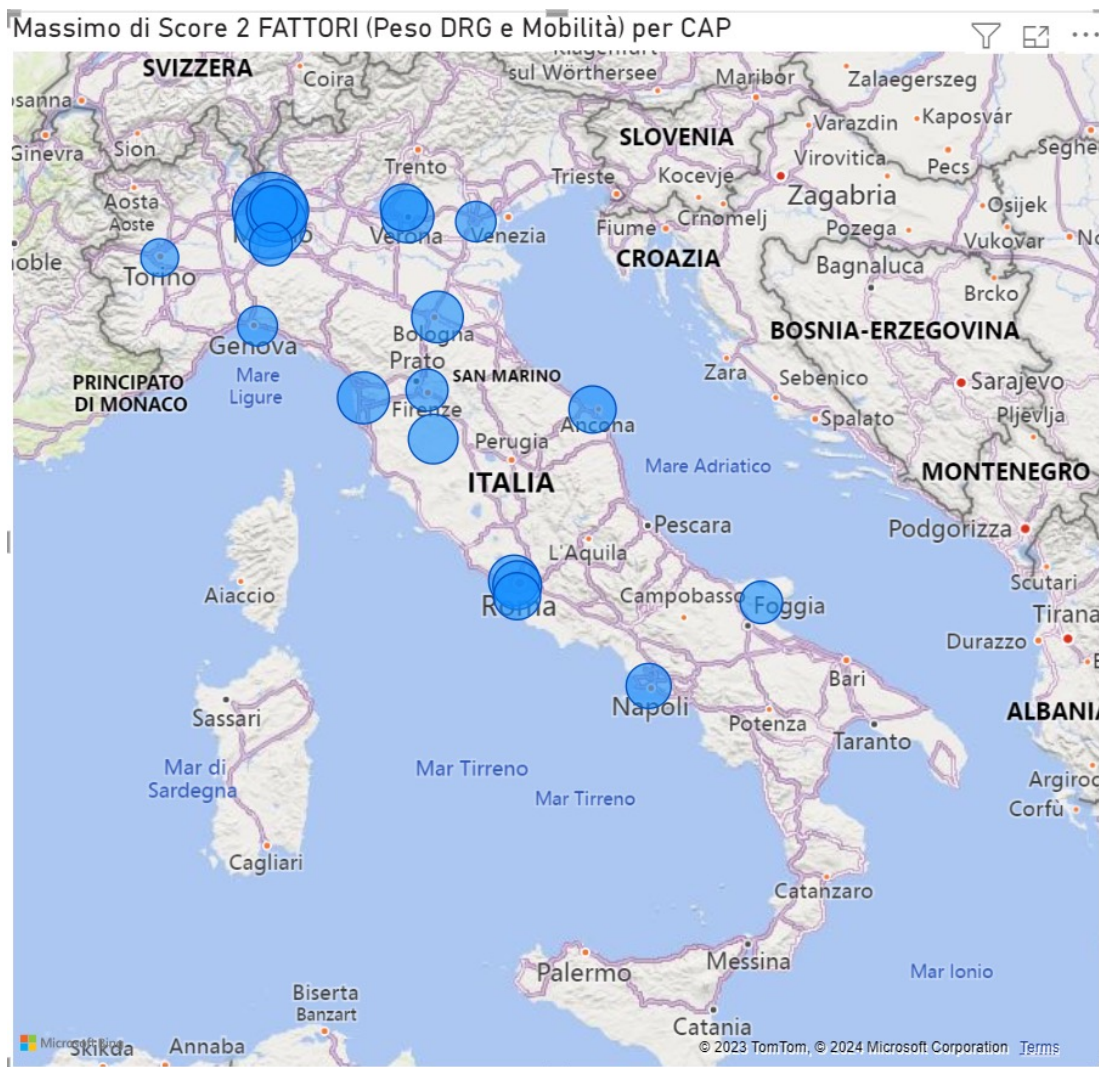 Massimo di Score 2 FATTORI (Peso DRG e Mobilità) per CAP
SVIZZERA
Coira
sul Wörthersee
Maribor
Zalaegerszeg
Ginevra
Sion
Trento
SLOVENIA
Varazdin
Kaposvár
Virovitica
Pecs
Aosta
Aoste
Trieste
Kocevje
Zagabria
Verona
Venezia
Fiume
Crnomelj
Osijek
Pozega
Vukovar
Torino
CROAZIA
Bagnaluca
Brcko
Genova
Bologna
BOSNIA-ERZEGOVINA
PRINCIPATO
DI MONACO
Mare
Ligure
Prato
SAN MARINO
Zara
Sebenico
Sarajevo
Firenze
Ancona
Spalato
Pljevlja
Perugia
ITALIA
Mare Adriatico
MONTENEGRO
Pescara
Podgorizza
L'Aquila
Aiaccio
Roma
Campobasso
Foggia
Scutari
Tirana
Durazzo
Bari
Sassari
Napoli
Potenza
Taranto
ALBANIA
Mar di
Sardegna
Mar Tirreno
Mar Tirreno
Corfù
Cagliari
Catanzaro
Palermo
Messina
Mar Ionio
Biserta
Banzart
Catania
Microsoft Bing
Skikda
Annaba
© 2023 TomTom, © 2024 Microsoft Corporation Terms